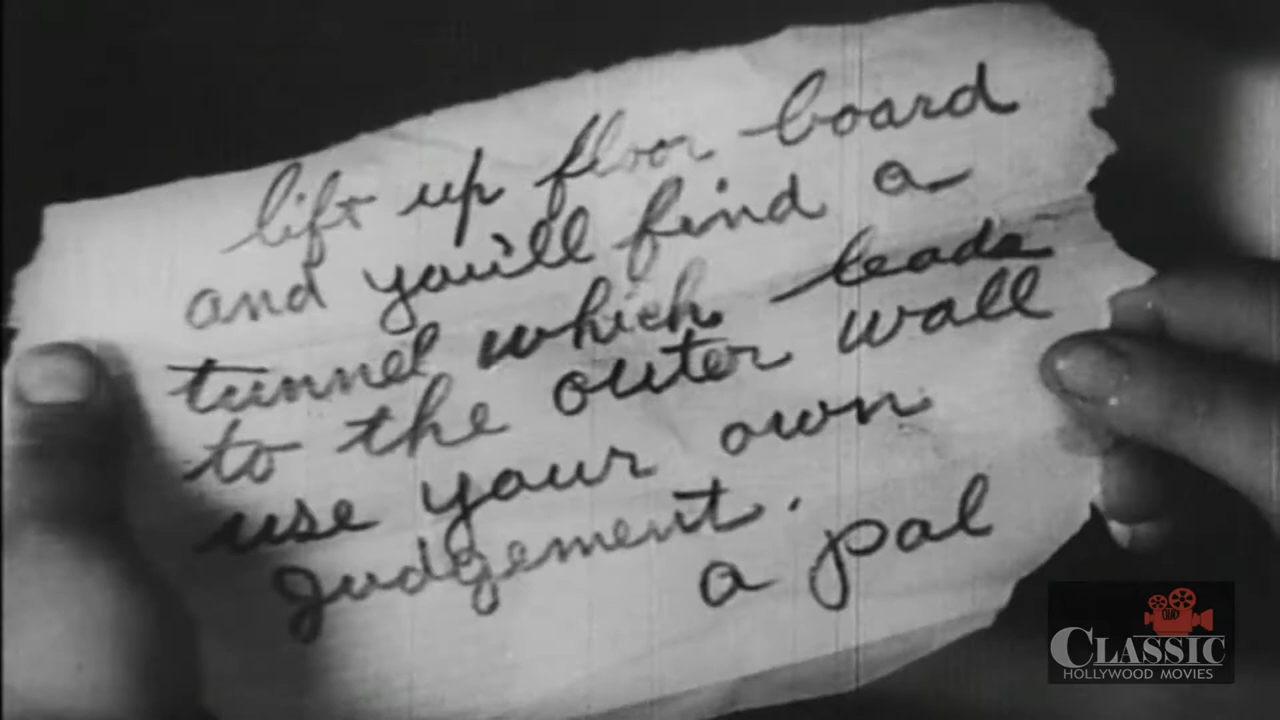 lift up floor board
and you'll find a
tunnel which leads
to the outer wall
use your own
judgement.
a pal
CLASSIC
HOLLYWOOD MOVIES